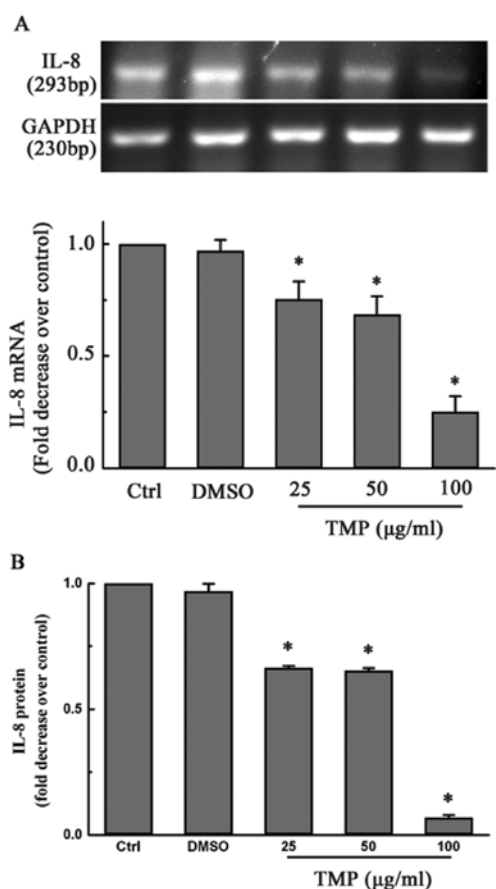 A
IL-8
(293bp)
GAPDH
(230bp)
IL-8 mRNA
(Fold decrease over control)
1.0
0.5
0.0
*
*
*
Ctrl DMSO 25 50 100
TMP (μg/ml)
B
IL-8 protein
(fold decrease over control)
1.0
0.5
0.0
*
*
*
Ctrl DMSO 25 50 100
TMP (μg/ml)